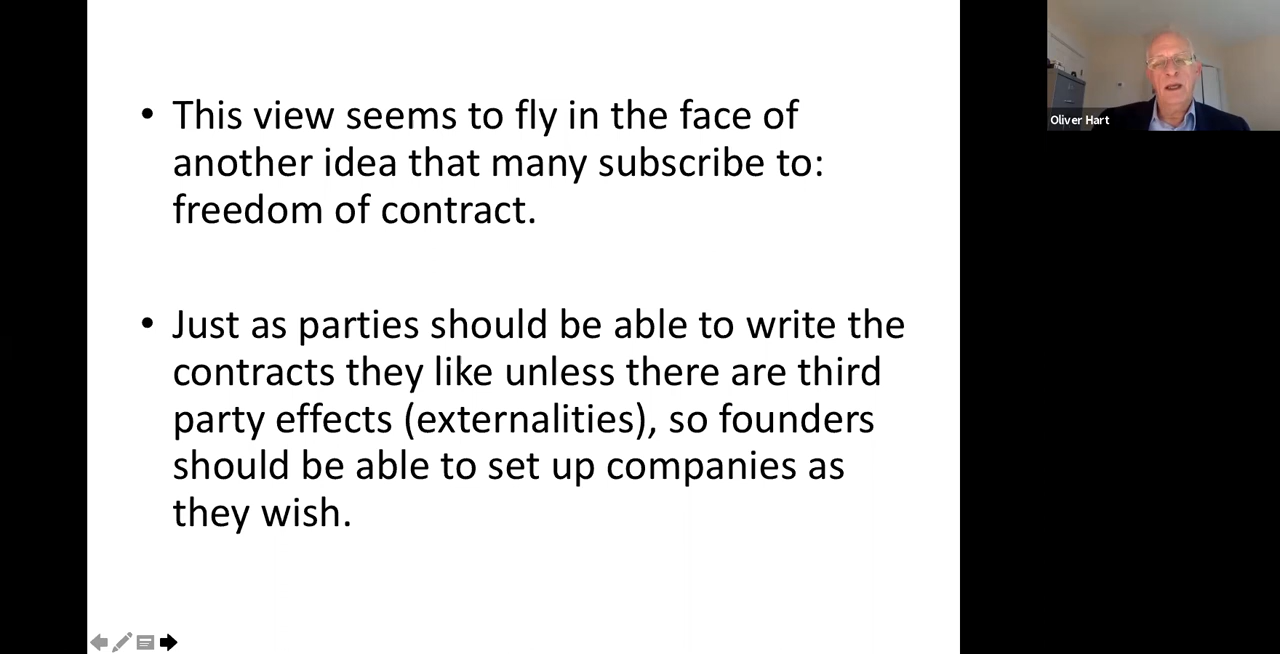 • This view seems to fly in the face of
another idea that many subscribe to:
freedom of contract.
• Just as parties should be able to write the
contracts they like unless there are third
party effects (externalities), so founders
should be able to set up companies as
they wish.
Oliver Hart